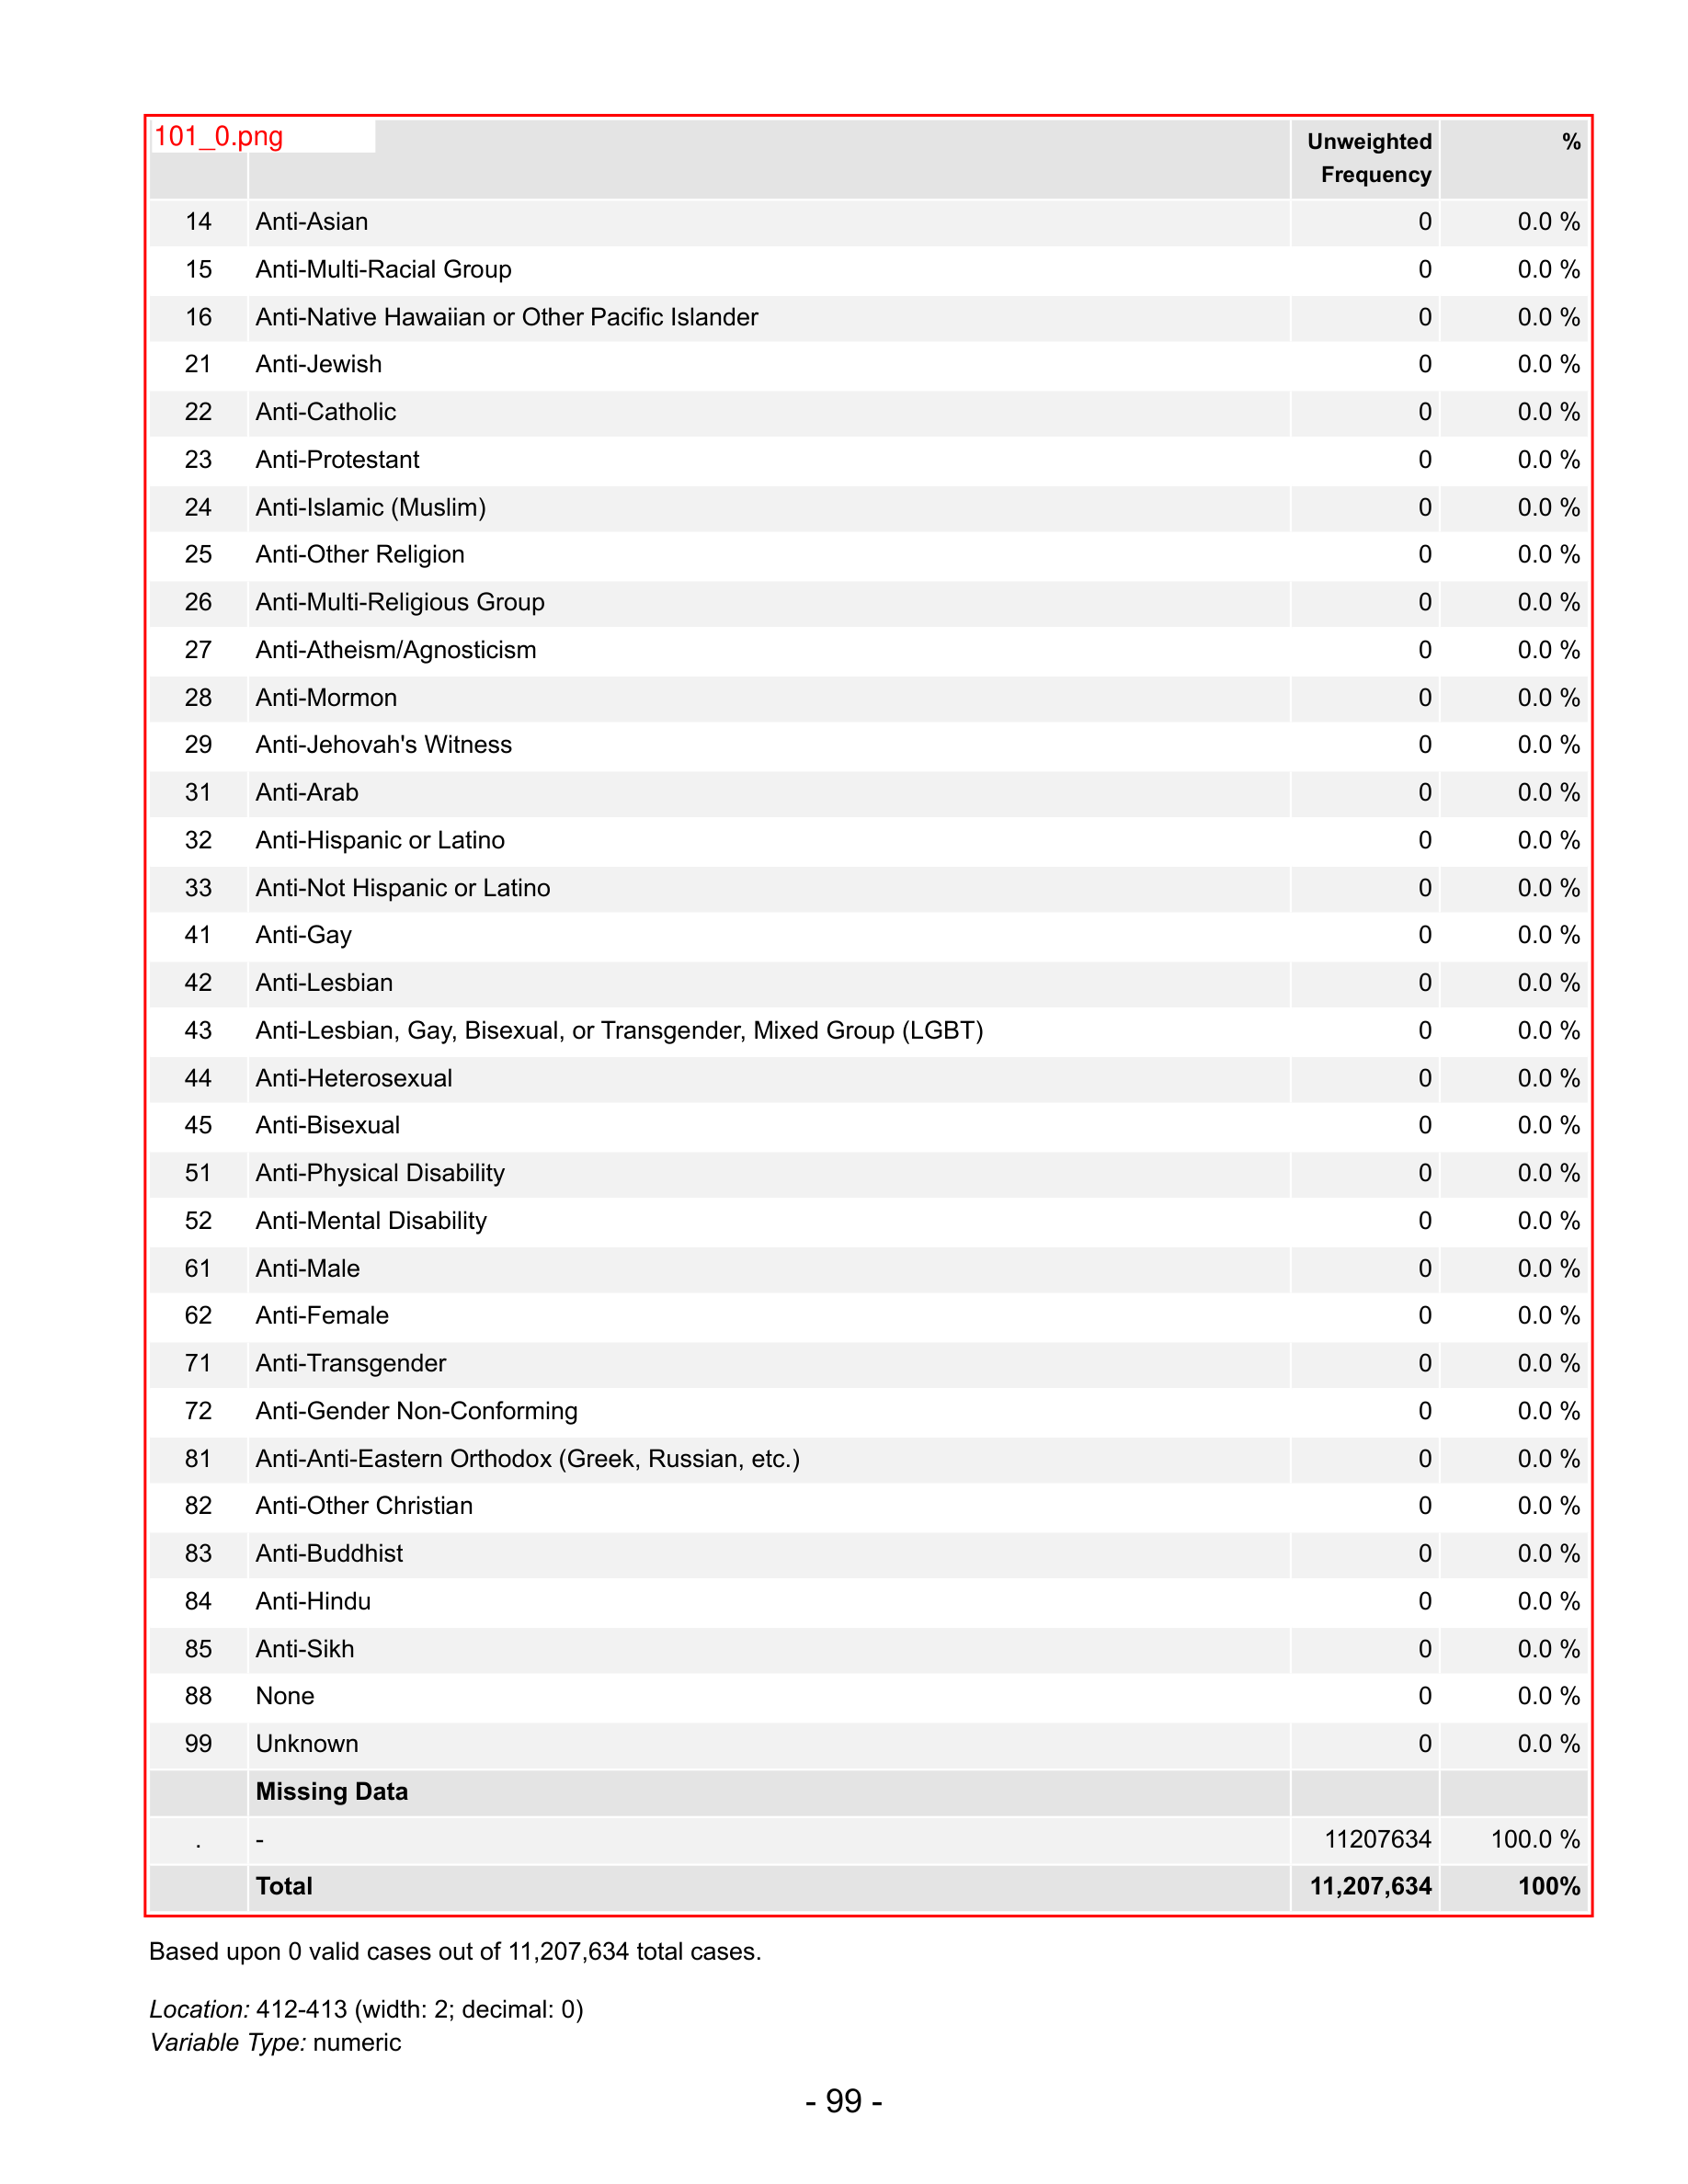 101_0.png
Unweighted Frequency %
14 Anti-Asian 0 0.0 %
15 Anti-Multi-Racial Group 0 0.0 %
16 Anti-Native Hawaiian or Other Pacific Islander 0 0.0 %
21 Anti-Jewish 0 0.0 %
22 Anti-Catholic 0 0.0 %
23 Anti-Protestant 0 0.0 %
24 Anti-Islamic (Muslim) 0 0.0 %
25 Anti-Other Religion 0 0.0 %
26 Anti-Multi-Religious Group 0 0.0 %
27 Anti-Atheism/Agnosticism 0 0.0 %
28 Anti-Mormon 0 0.0 %
29 Anti-Jehovah's Witness 0 0.0 %
31 Anti-Arab 0 0.0 %
32 Anti-Hispanic or Latino 0 0.0 %
33 Anti-Not Hispanic or Latino 0 0.0 %
41 Anti-Gay 0 0.0 %
42 Anti-Lesbian 0 0.0 %
43 Anti-Lesbian, Gay, Bisexual, or Transgender, Mixed Group (LGBT) 0 0.0 %
44 Anti-Heterosexual 0 0.0 %
45 Anti-Bisexual 0 0.0 %
51 Anti-Physical Disability 0 0.0 %
52 Anti-Mental Disability 0 0.0 %
61 Anti-Male 0 0.0 %
62 Anti-Female 0 0.0 %
71 Anti-Transgender 0 0.0 %
72 Anti-Gender Non-Conforming 0 0.0 %
81 Anti-Anti-Eastern Orthodox (Greek, Russian, etc.) 0 0.0 %
82 Anti-Other Christian 0 0.0 %
83 Anti-Buddhist 0 0.0 %
84 Anti-Hindu 0 0.0 %
85 Anti-Sikh 0 0.0 %
88 None 0 0.0 %
99 Unknown 0 0.0 %
Missing Data
. - 11207634 100.0 %
Total 11,207,634 100%
Based upon 0 valid cases out of 11,207,634 total cases.
Location: 412-413 (width: 2; decimal: 0)
Variable Type: numeric
- 99 -